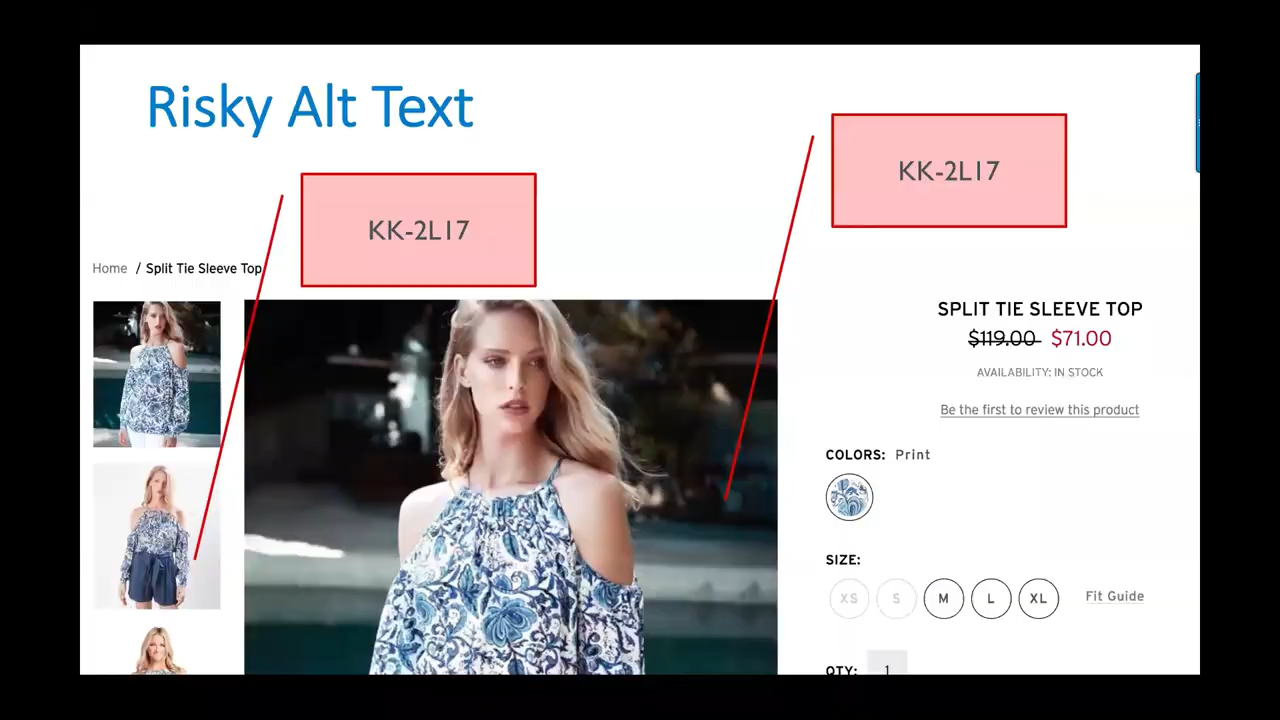 Risky Alt Text
KK-2L17
KK-2L17
Home / Split Tie Sleeve Top
SPLIT TIE SLEEVE TOP
$119.00 $71.00
AVAILABILITY: IN STOCK
Be the first to review this product
COLORS: Print
SIZE:
XS S M L XL Fit Guide
QTY: 1